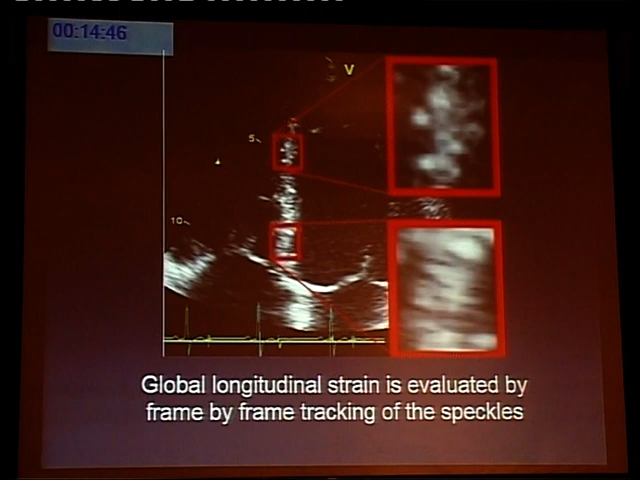 00:14:46
V
5
10
Global longitudinal strain is evaluated by
frame by frame tracking of the speckles